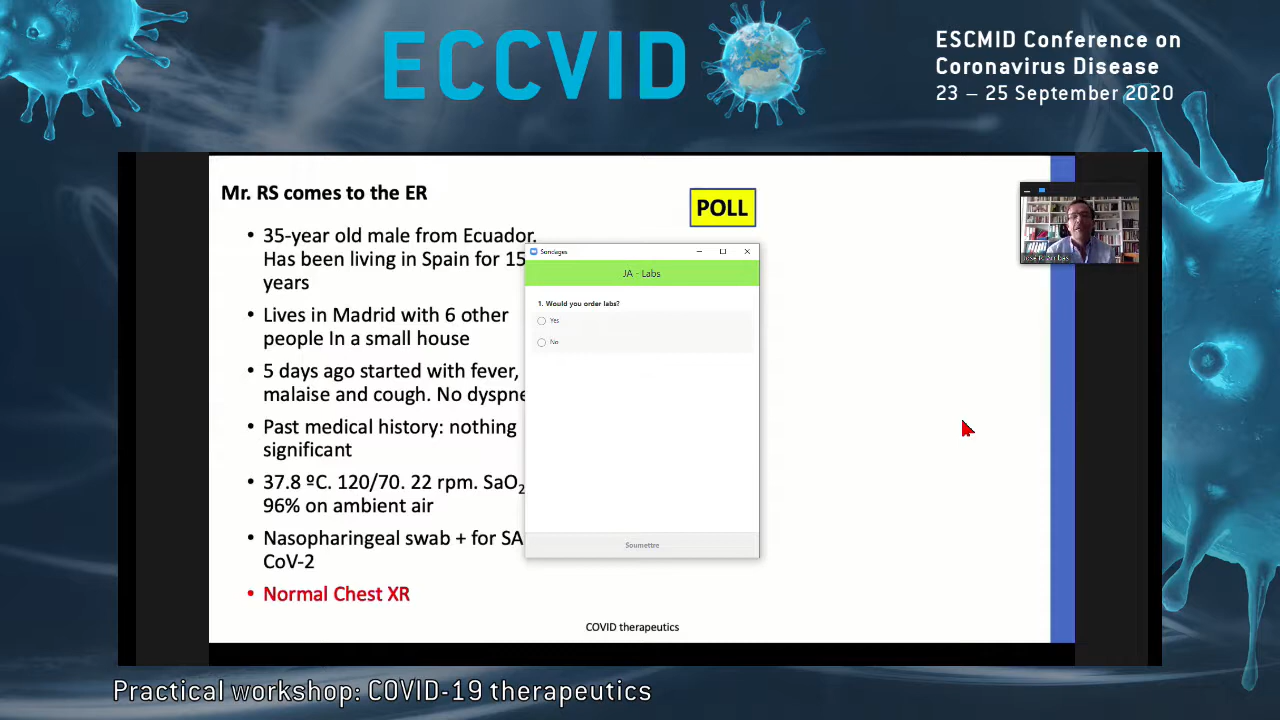 ECCVID
ESCMID Conference on
Coronavirus Disease
23 – 25 September 2020
Mr. RS comes to the ER
POLL
• 35-year old male from Ecuador.
Has been living in Spain for 15
years
• Lives in Madrid with 6 other
people In a small house
• 5 days ago started with fever,
malaise and cough. No dyspne
• Past medical history: nothing
significant
• 37.8 ºC. 120/70. 22 rpm. SaO2
96% on ambient air
• Nasopharingeal swab + for SA
CoV-2
• Normal Chest XR
Sondages
JA - Labs
1. Would you order labs?
Yes
No
Soumettre
COVID therapeutics
Practical workshop: COVID-19 therapeutics